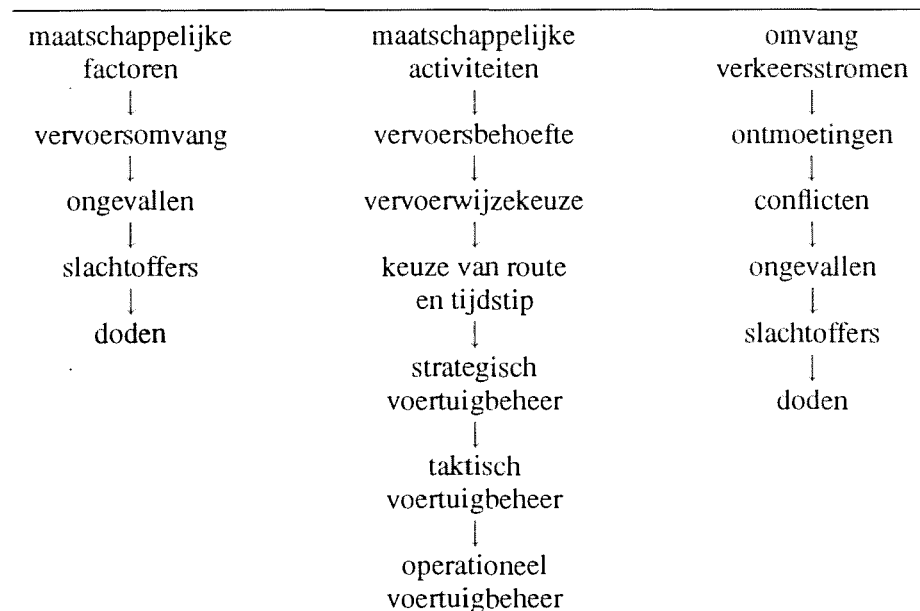 maatschappelijke
factoren
↓
vervoersomvang
↓
ongevallen
↓
slachtoffers
↓
doden
maatschappelijke
activiteiten
↓
vervoersbehoefte
↓
vervoerwijzekeuze
↓
keuze van route
en tijdstip
↓
strategisch
voertuigbeheer
↓
taktisch
voertuigbeheer
↓
operationeel
voertuigbeheer
omvang
verkeersstromen
↓
ontmoetingen
↓
conflicten
↓
ongevallen
↓
slachtoffers
↓
doden